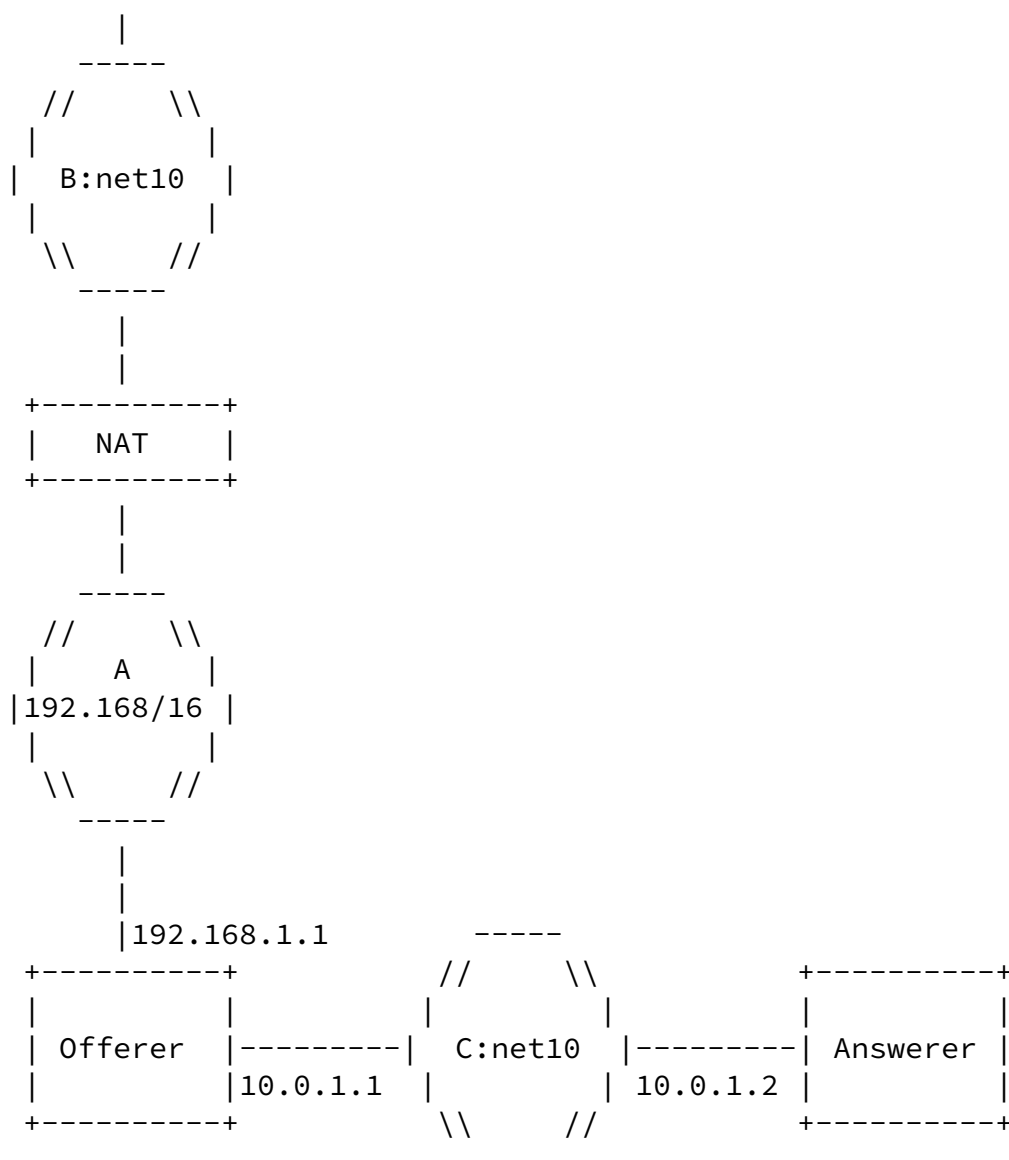 B:net10
NAT
A
192.168/16
192.168.1.1
Offerer C:net10 Answerer
10.0.1.1 10.0.1.2